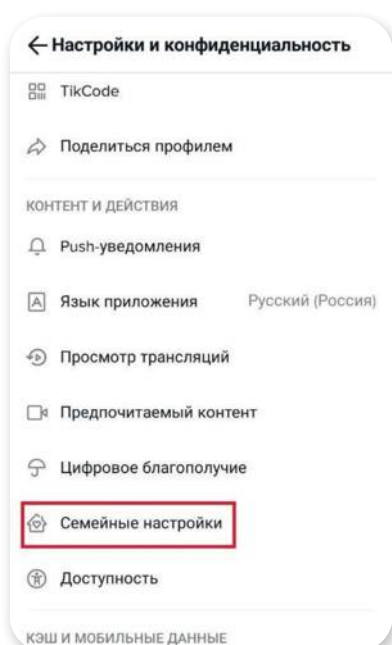 Настройки и конфиденциальность
TikCode
Поделиться профилем
КОНТЕНТ И ДЕЙСТВИЯ
Push-уведомления
Язык приложения Русский (Россия)
Просмотр трансляций
Предпочитаемый контент
Цифровое благополучие
Семейные настройки
Доступность
КЭШ И МОБИЛЬНЫЕ ДАННЫЕ